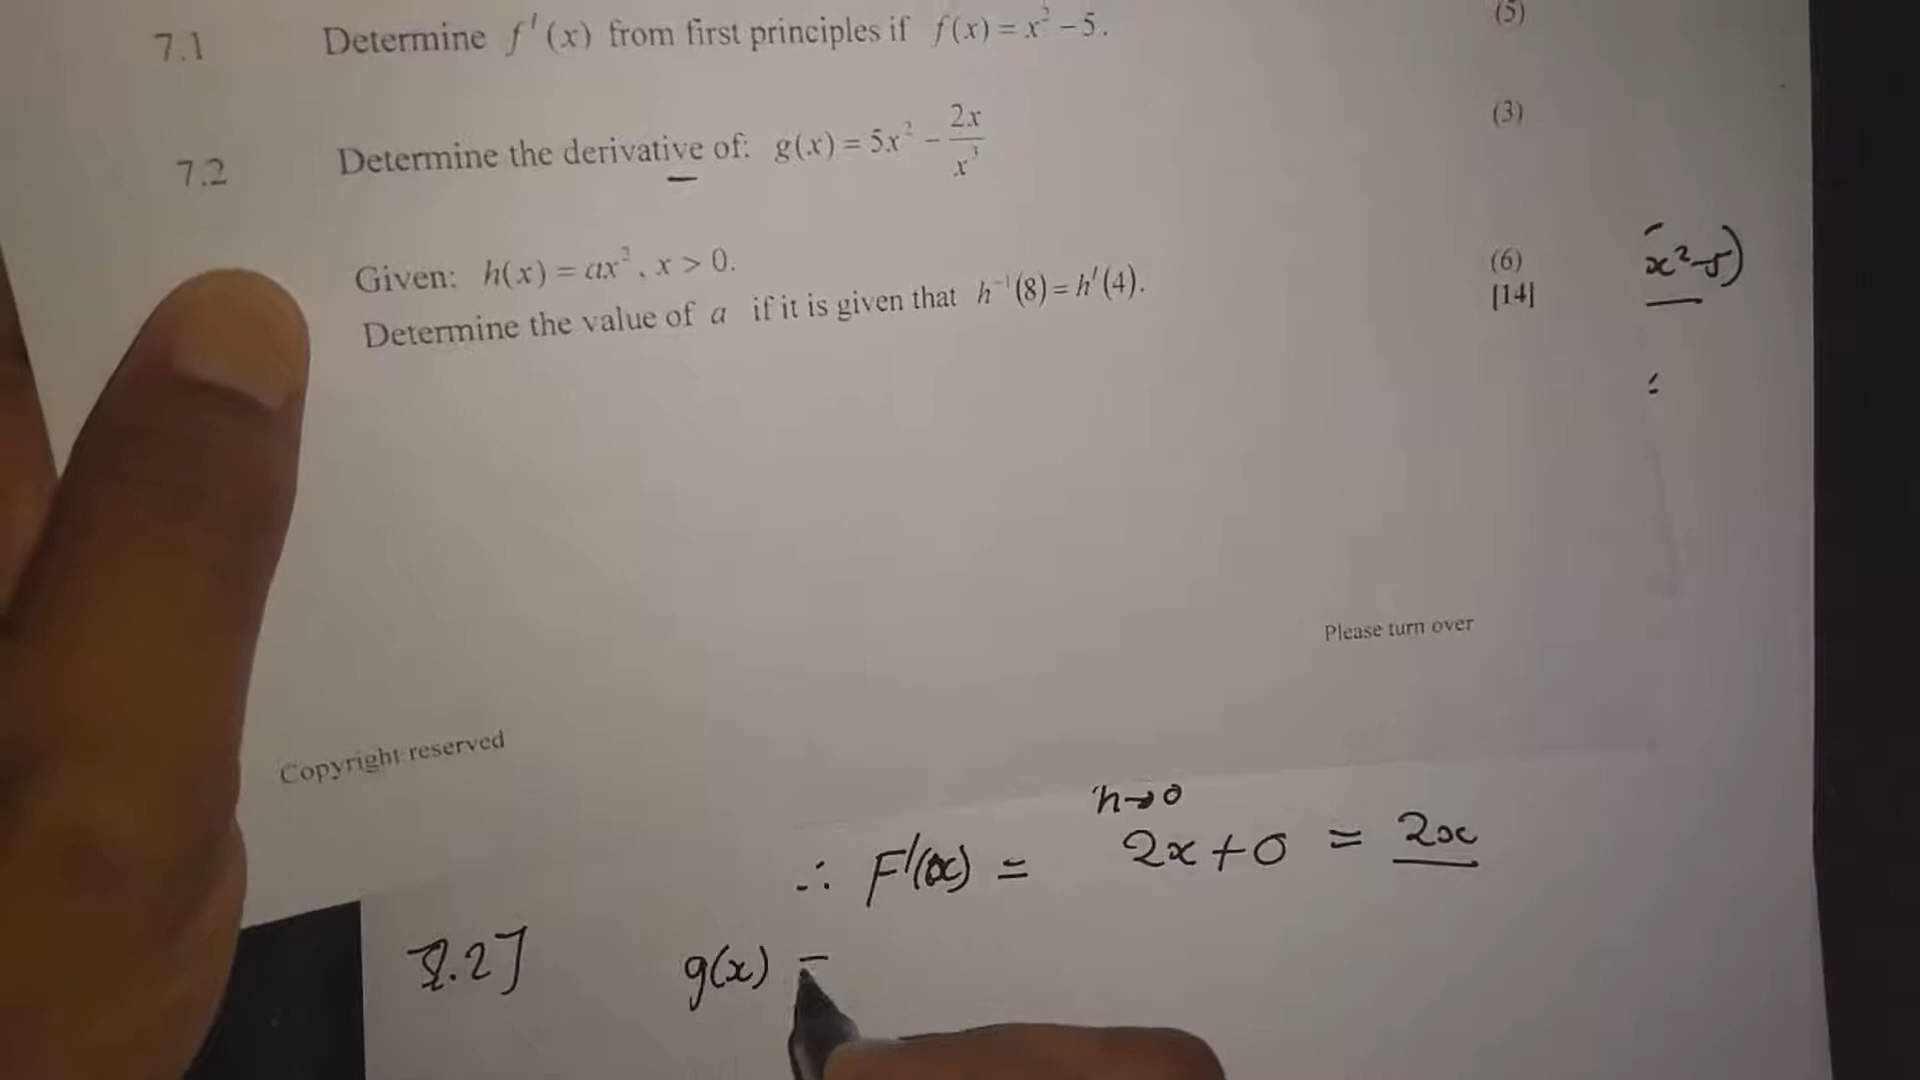 7.1 Determine f'(x) from first principles if f(x) = x² – 5. (5)
7.2 Determine the derivative of: g(x) = 5x² – 2x/x³ (3)
Given: h(x) = ax², x > 0.
Determine the value of a if it is given that h⁻¹(8) = h'(4). (6)
[14]
x²-5)
Please turn over
Copyright reserved
h→0
∴ F'(x) = 2x+0 = 2x
7.2] g(x) =